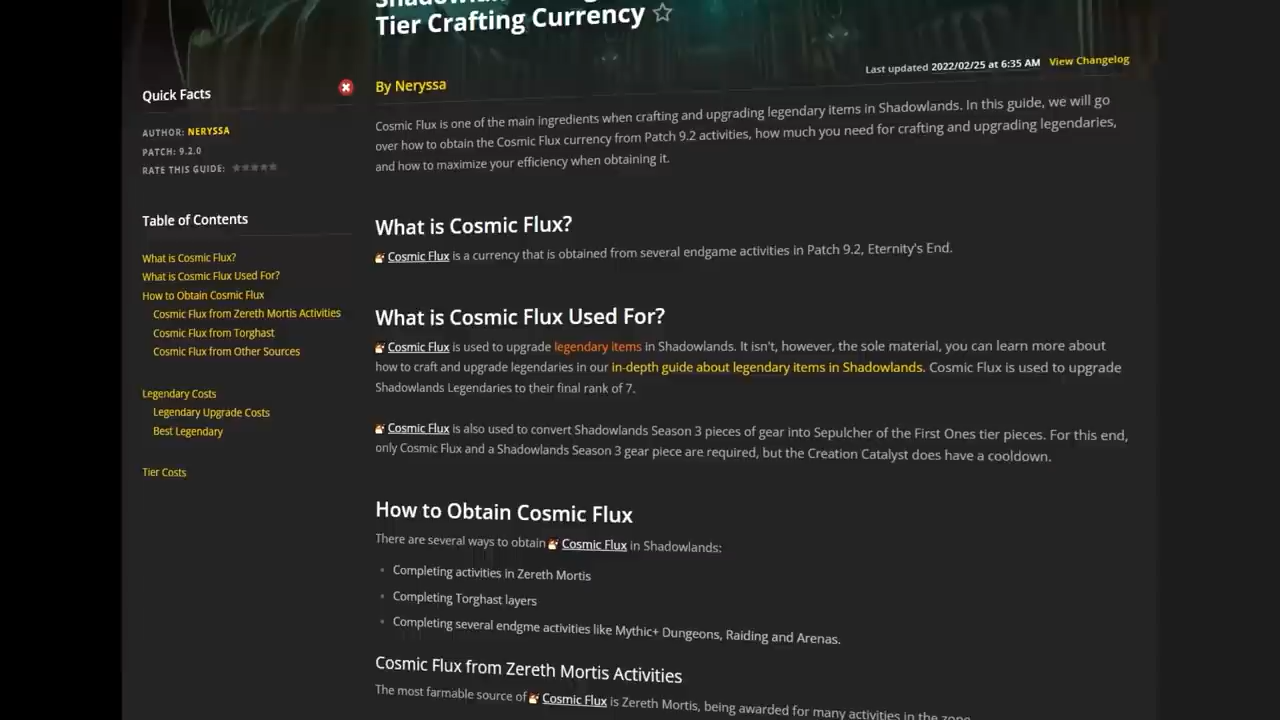 Tier Crafting Currency
Last updated 2022/02/25 at 6:35 AM View Changelog
Quick Facts
By Neryssa
AUTHOR: NERYSSA
PATCH: 9.2.0
RATE THIS GUIDE:
Cosmic Flux is one of the main ingredients when crafting and upgrading legendary items in Shadowlands. In this guide, we will go
over how to obtain the Cosmic Flux currency from Patch 9.2 activities, how much you need for crafting and upgrading legendaries,
and how to maximize your efficiency when obtaining it.
Table of Contents
What is Cosmic Flux?
What is Cosmic Flux Used For?
How to Obtain Cosmic Flux
Cosmic Flux from Zereth Mortis Activities
Cosmic Flux from Torghast
Cosmic Flux from Other Sources
Legendary Costs
Legendary Upgrade Costs
Best Legendary
Tier Costs
What is Cosmic Flux?
Cosmic Flux is a currency that is obtained from several endgame activities in Patch 9.2, Eternity's End.
What is Cosmic Flux Used For?
Cosmic Flux is used to upgrade legendary items in Shadowlands. It isn't, however, the sole material, you can learn more about
how to craft and upgrade legendaries in our in-depth guide about legendary items in Shadowlands. Cosmic Flux is used to upgrade
Shadowlands Legendaries to their final rank of 7.
Cosmic Flux is also used to convert Shadowlands Season 3 pieces of gear into Sepulcher of the First Ones tier pieces. For this end,
only Cosmic Flux and a Shadowlands Season 3 gear piece are required, but the Creation Catalyst does have a cooldown.
How to Obtain Cosmic Flux
There are several ways to obtain Cosmic Flux in Shadowlands:
Completing activities in Zereth Mortis
Completing Torghast layers
Completing several endgme activities like Mythic+ Dungeons, Raiding and Arenas.
Cosmic Flux from Zereth Mortis Activities
The most farmable source of Cosmic Flux is Zereth Mortis, being awarded for many activities in the zone